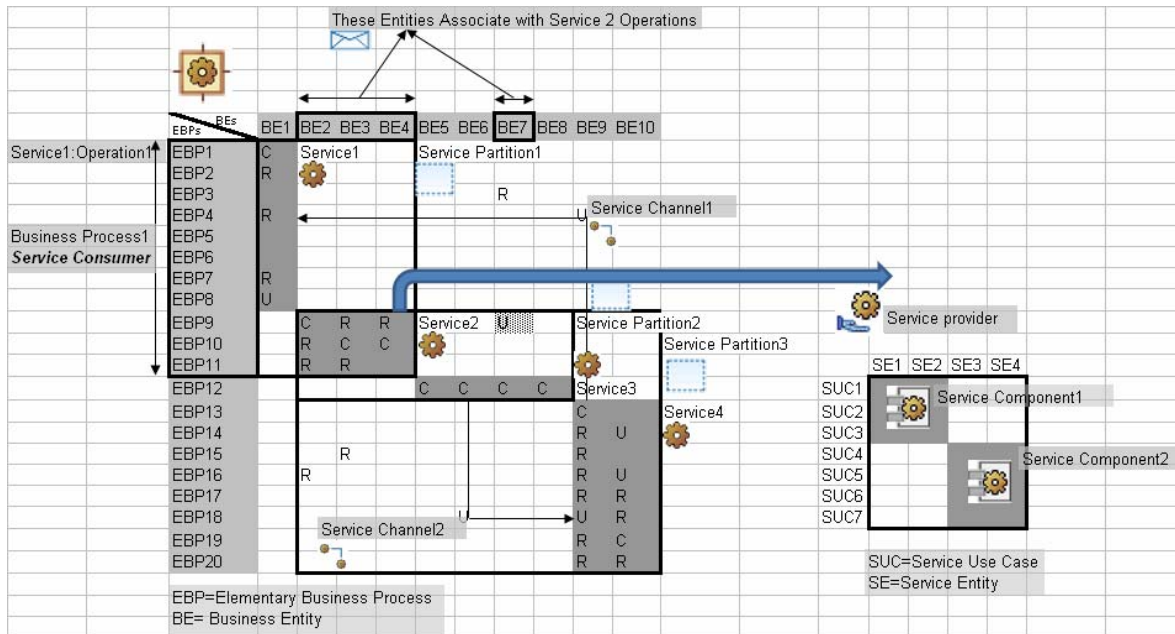 These Entities Associate with Service 2 Operations
BEs
EBPs BE1 BE2 BE3 BE4 BE5 BE6 BE7 BE8 BE9 BE10
Service1:Operation1 EBP1 C Service1 Service Partition1
EBP2 R
EBP3 R
EBP4 R U Service Channel1
Business Process1 EBP5
Service Consumer EBP6
EBP7 R
EBP8 U
EBP9 C R R Service2 U Service Partition2 Service provider
EBP10 R C C Service Partition3
EBP11 R R SE1 SE2 SE3 SE4
EBP12 C C C C Service3 SUC1 Service Component1
EBP13 C Service4 SUC2
EBP14 R U SUC3
EBP15 R R SUC4 Service Component2
EBP16 R R U SUC5
EBP17 R R SUC6
EBP18 U U R SUC7
Service Channel2
EBP19 R C
EBP20 R R SUC=Service Use Case
SE=Service Entity
EBP=Elementary Business Process
BE= Business Entity